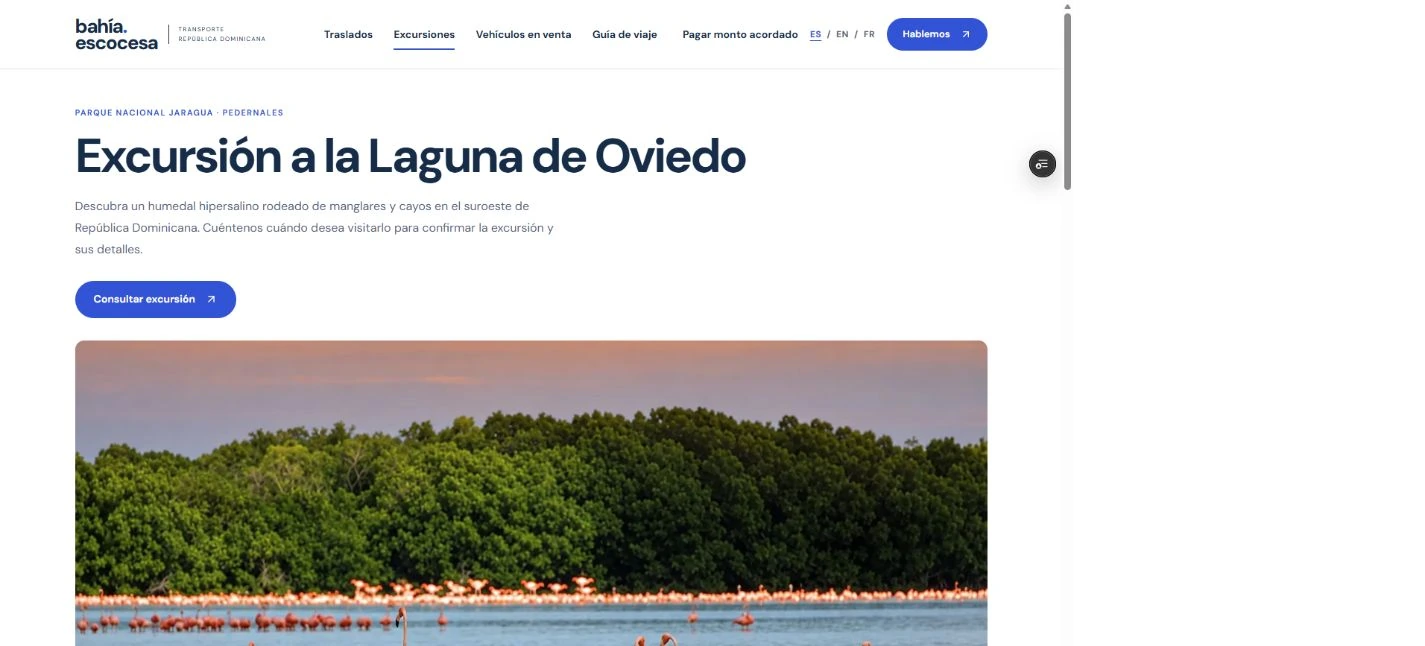 bahía.
escocesa
TRANSPORTE
REPÚBLICA DOMINICANA
Traslados
Excursiones
Vehículos en venta
Guía de viaje
Pagar monto acordado
ES / EN / FR
Hablemos
PARQUE NACIONAL JARAGUA · PEDERNALES
Excursión a la Laguna de Oviedo
Descubra un humedal hipersalino rodeado de manglares y cayos en el suroeste de
República Dominicana. Cuéntenos cuándo desea visitarlo para confirmar la excursión y
sus detalles.
Consultar excursión